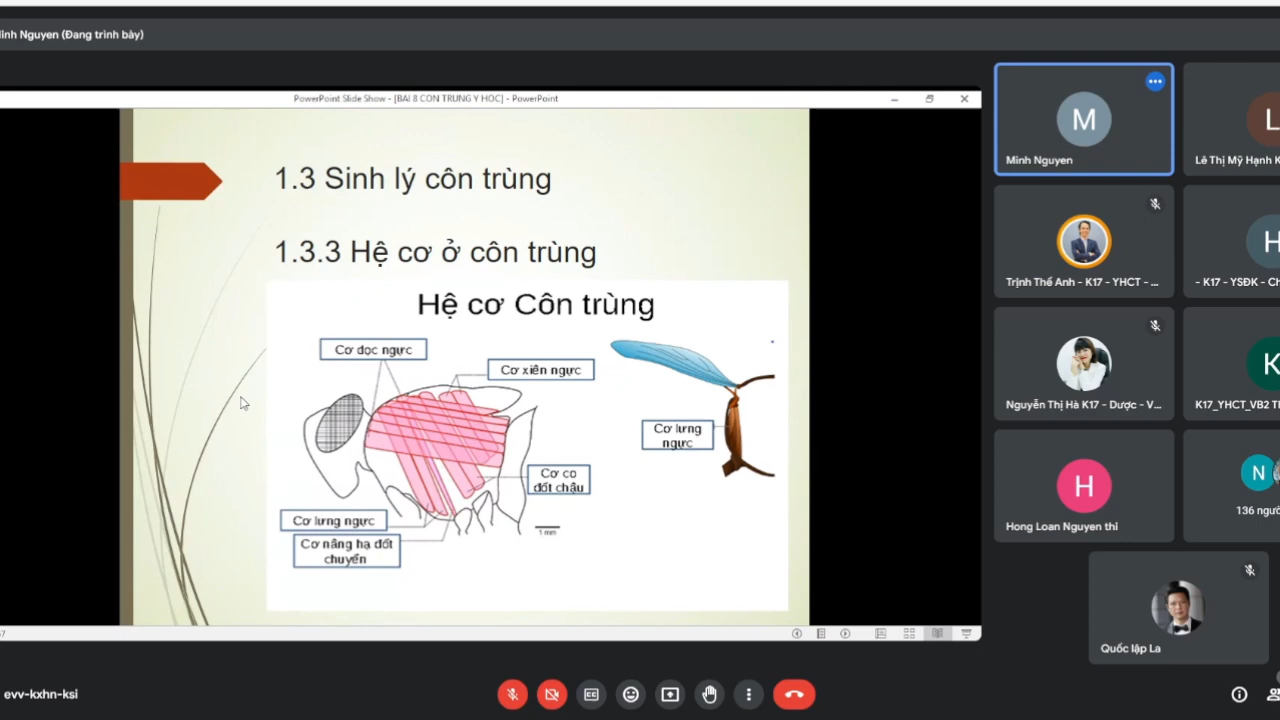 inh Nguyen (Đang trình bày)
PowerPoint Slide Show - [BAI 8 CON TRUNG Y HOC] - PowerPoint
1.3 Sinh lý côn trùng
1.3.3 Hệ cơ ở côn trùng
Hệ cơ Côn trùng
Cơ dọc ngực
Cơ xiên ngực
Cơ lưng
ngực
Cơ co
đốt chậu
Cơ lưng ngực
Cơ nâng hạ đốt
chuyển
1 mm
M
Minh Nguyen
L
Lê Thị Mỹ Hạnh K
Trịnh Thế Anh - K17 - YHCT - ...
H
- K17 - YSĐK - Ch
Nguyễn Thị Hà K17 - Dược - V...
K
K17_YHCT_VB2 T
H
Hong Loan Nguyen thi
N
136 ngườ
Quốc lập La
evv-kxhn-ksi